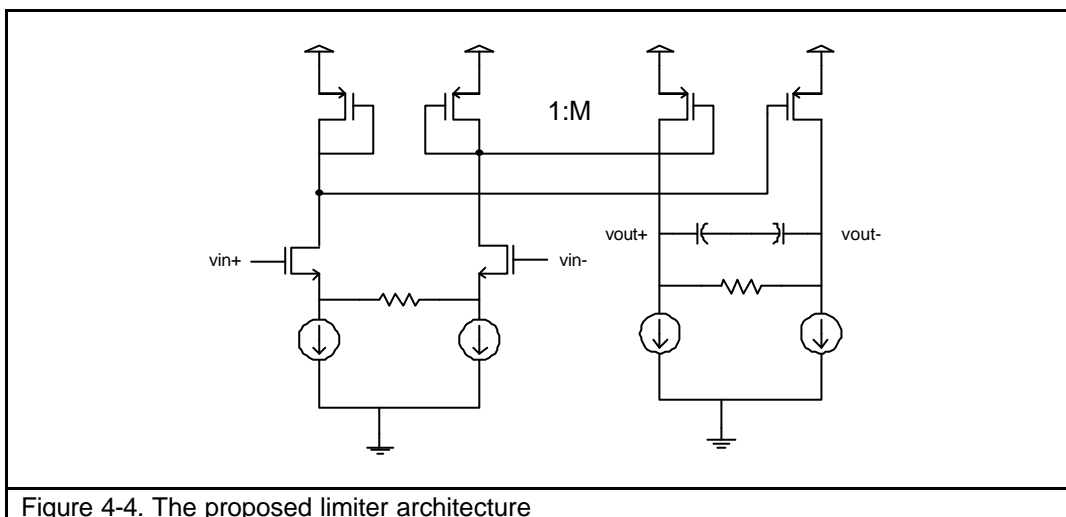 1:M
vout+
vout-
vin+
vin-
Figure 4-4. The proposed limiter architecture